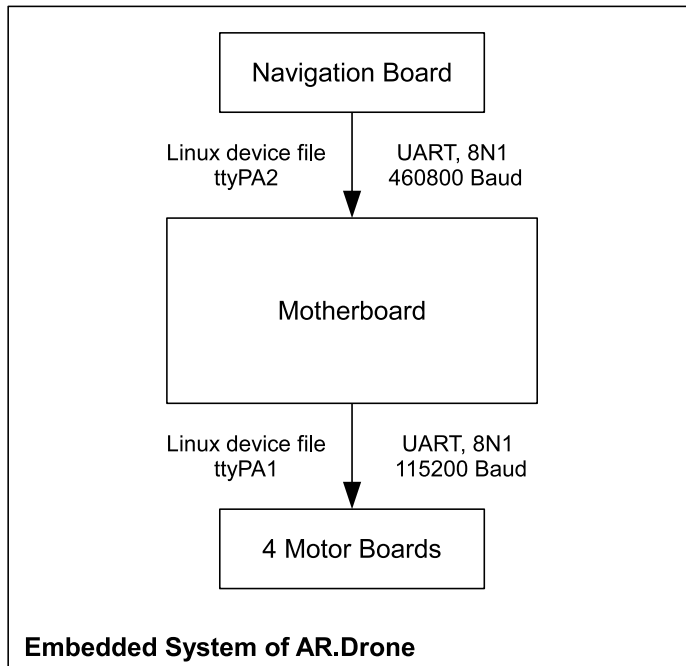 Navigation Board
Linux device file
ttyPA2
UART, 8N1
460800 Baud
Motherboard
Linux device file
ttyPA1
UART, 8N1
115200 Baud
4 Motor Boards
Embedded System of AR.Drone